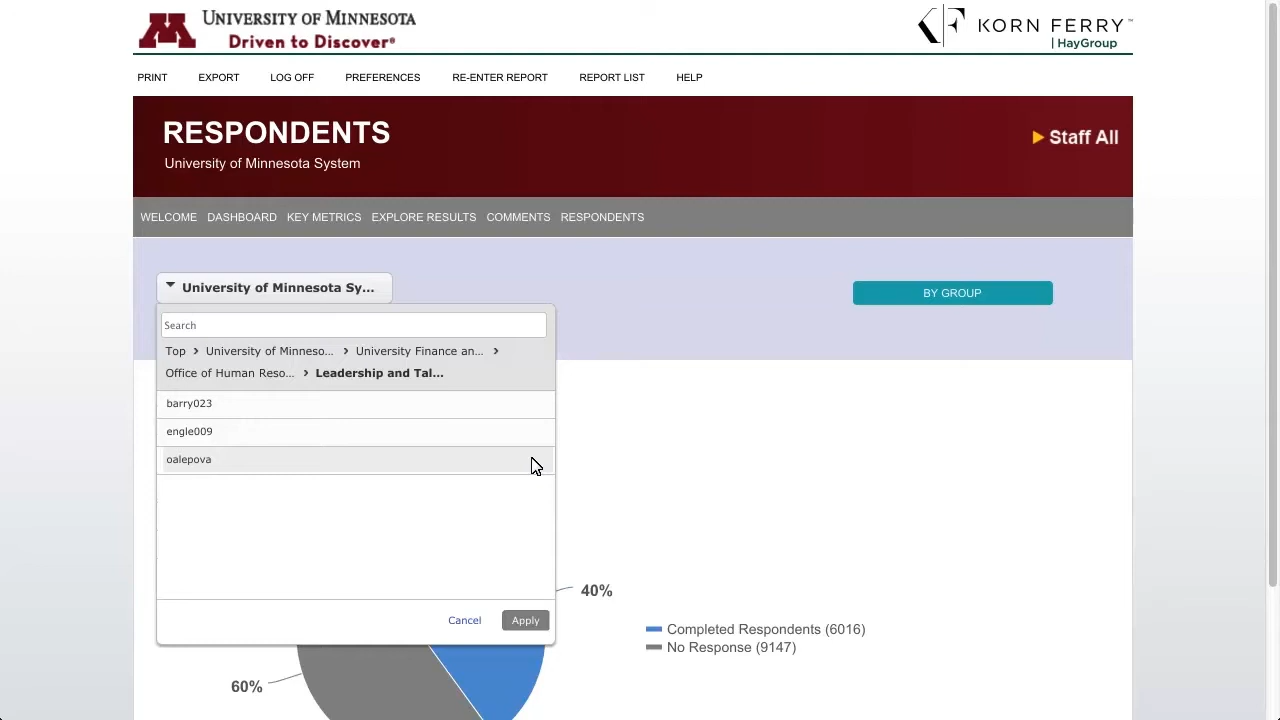 UNIVERSITY OF MINNESOTA
Driven to Discover®
KORN FERRY™
| HayGroup
PRINT EXPORT LOG OFF PREFERENCES RE-ENTER REPORT REPORT LIST HELP
RESPONDENTS
University of Minnesota System
Staff All
WELCOME DASHBOARD KEY METRICS EXPLORE RESULTS COMMENTS RESPONDENTS
University of Minnesota Sy...
BY GROUP
Search
Top › University of Minneso... › University Finance an... ›
Office of Human Reso... › Leadership and Tal...
barry023
engle009
oalepova
Cancel Apply
40%
Completed Respondents (6016)
No Response (9147)
60%